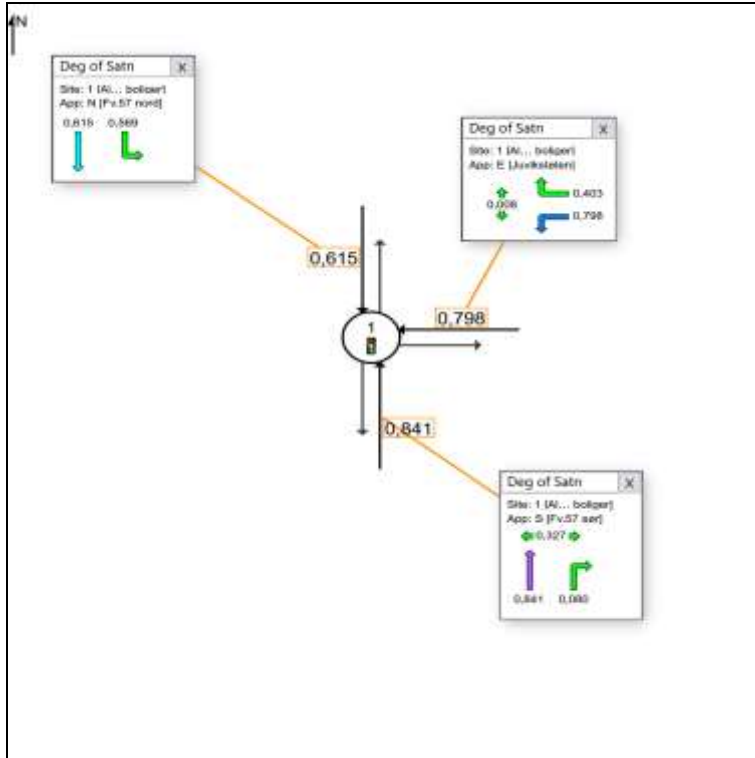 N
Deg of Satn X
Site: 1 [Al... boliger]
App: N [Fv.57 nord]
0,615 0,569
Deg of Satn X
Site: 1 [Al... boliger]
App: E [Juvikstølen]
0,403
0,008
0,798
0,615
0,798
1
0,841
Deg of Satn X
Site: 1 [Al... boliger]
App: S [Fv.57 sør]
0,327
0,841 0,080